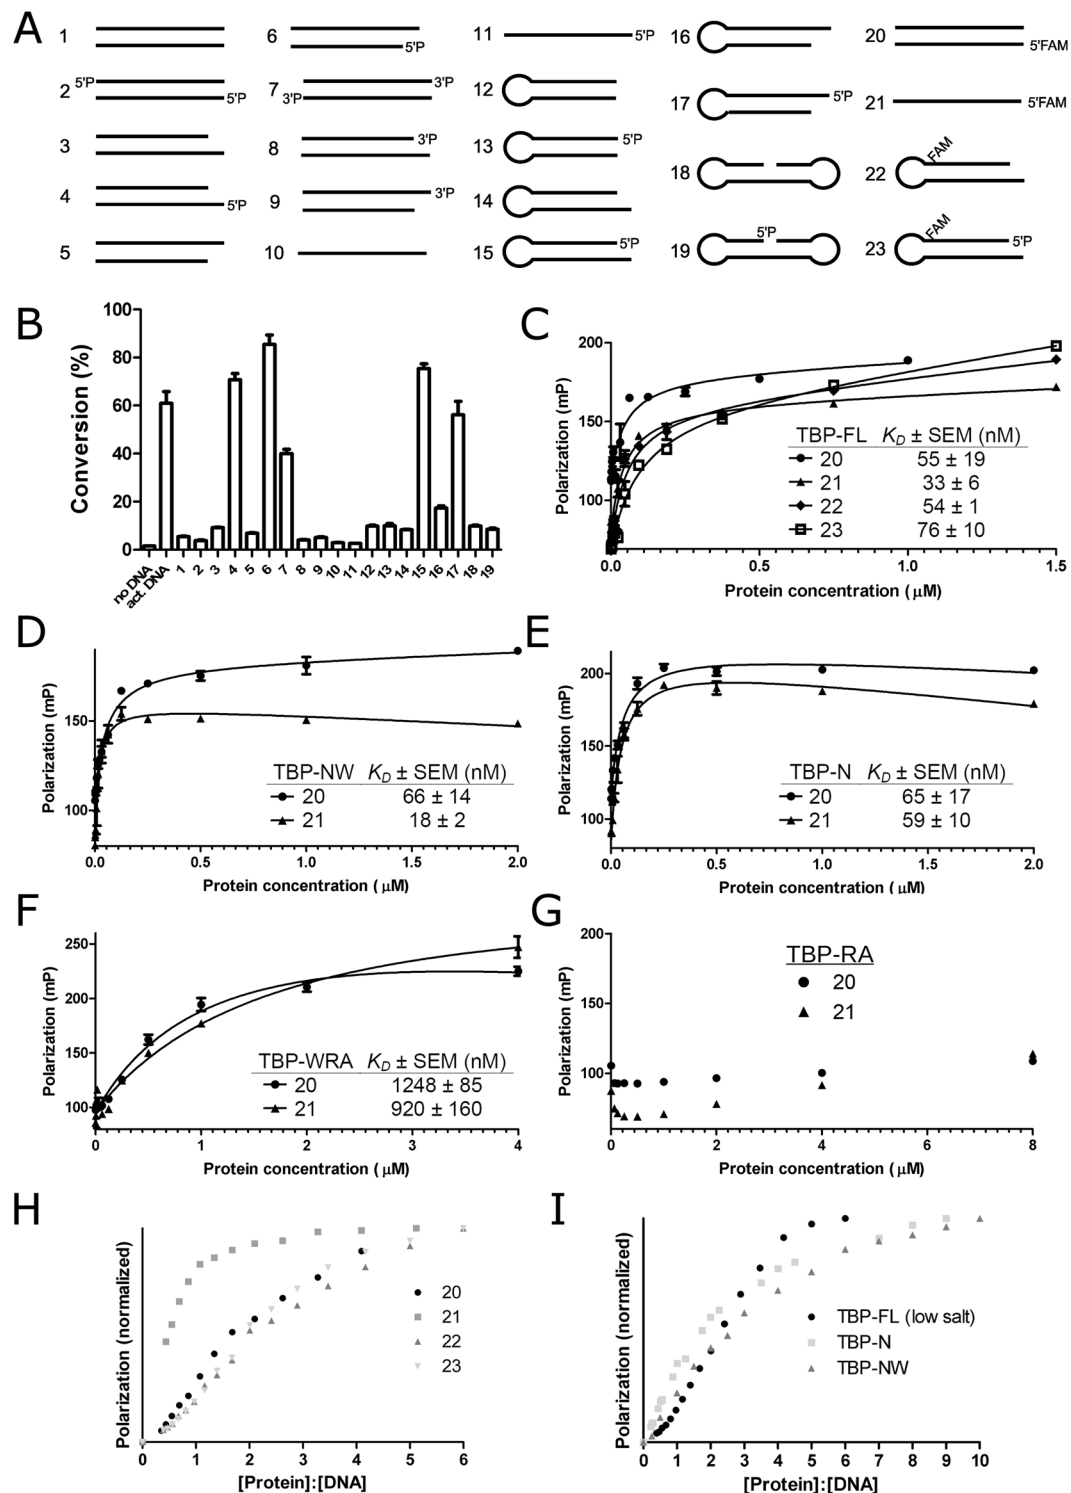 A
1
2 5'P 5'P
3
4 5'P
5
6 5'P
7 3'P 3'P
8 3'P
9 3'P
10
11 5'P
12
13 5'P
14
15 5'P
16
17 5'P
18
19 5'P
20 5'FAM
21 5'FAM
22 FAM
23 FAM 5'P
B
Conversion (%)
100
80
60
40
20
0
no DNA act. DNA 1 2 3 4 5 6 7 8 9 10 11 12 13 14 15 16 17 18 19
C
Polarization (mP)
200
150
100
TBP-FL K_D ± SEM (nM)
20 55 ± 19
21 33 ± 6
22 54 ± 1
23 76 ± 10
0.0 0.5 1.0 1.5
Protein concentration ( μM)
D
Polarization (mP)
150
100
TBP-NW K_D ± SEM (nM)
20 66 ± 14
21 18 ± 2
0.0 0.5 1.0 1.5 2.0
Protein concentration ( μM)
E
Polarization (mP)
200
150
100
TBP-N K_D ± SEM (nM)
20 65 ± 17
21 59 ± 10
0.0 0.5 1.0 1.5 2.0
Protein concentration ( μM)
F
Polarization (mP)
250
200
150
100
TBP-WRA K_D ± SEM (nM)
20 1248 ± 85
21 920 ± 160
0 1 2 3 4
Protein concentration ( μM)
G
Polarization (mP)
200
150
100
TBP-RA
20
21
0 2 4 6 8
Protein concentration ( μM)
H
Polarization (normalized)
20
21
22
23
0 1 2 3 4 5 6
[Protein]:[DNA]
I
Polarization (normalized)
TBP-FL (low salt)
TBP-N
TBP-NW
0 1 2 3 4 5 6 7 8 9 10
[Protein]:[DNA]